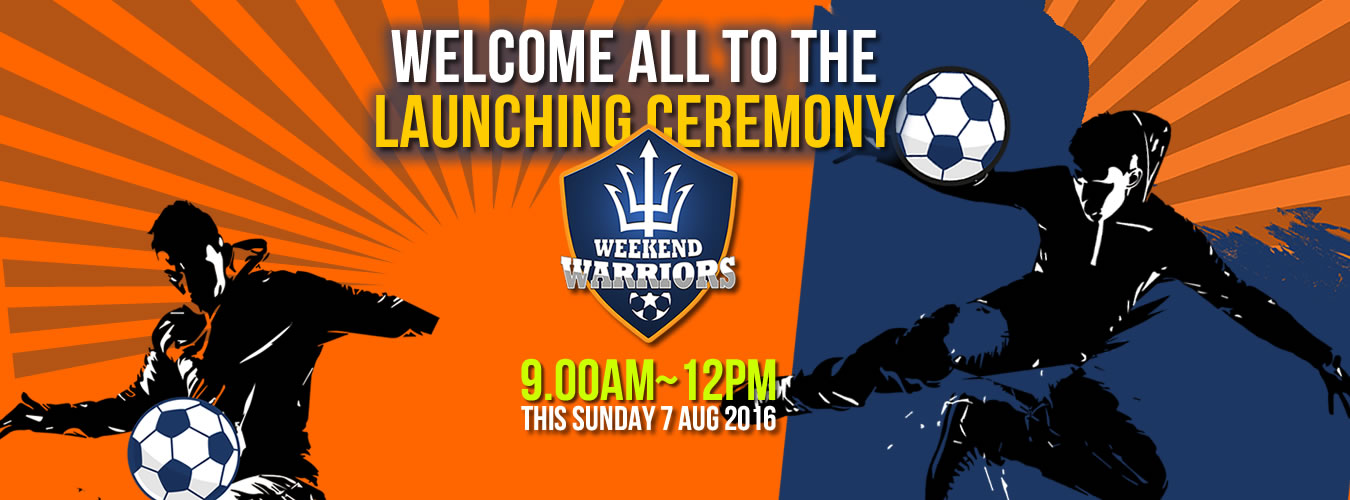 WELCOME ALL TO THE
LAUNCHING CEREMONY
WEEKEND
WARRIORS
9.00AM~12PM
THIS SUNDAY 7 AUG 2016